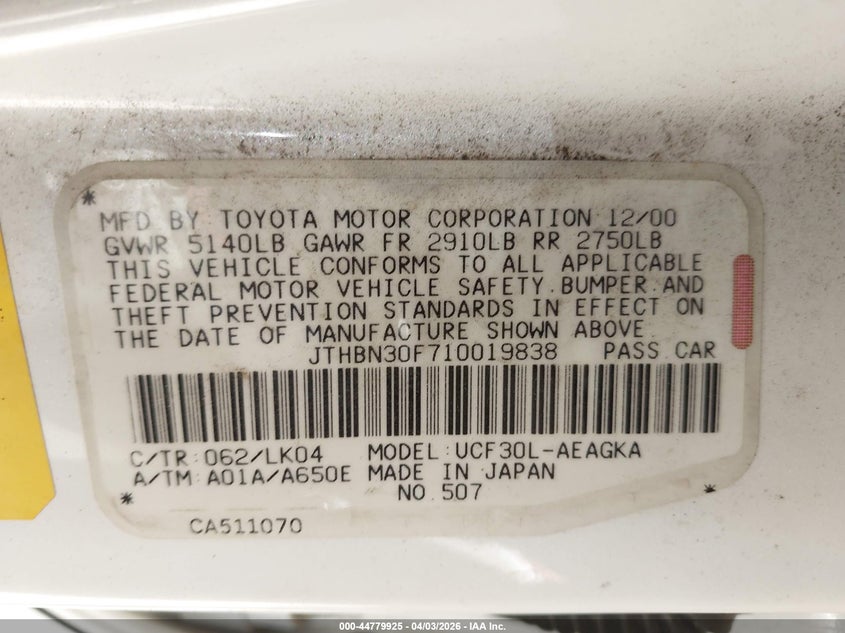 MFD BY TOYOTA MOTOR CORPORATION 12/00
GVWR 5140LB GAWR FR 2910LB RR 2750LB
THIS VEHICLE CONFORMS TO ALL APPLICABLE
FEDERAL MOTOR VEHICLE SAFETY.BUMPER.AND
THEFT PREVENTION STANDARDS IN EFFECT ON
THE DATE OF MANUFACTURE SHOWN ABOVE.
JTHBN30F710019838 PASS.CAR
C/TR:062/LK04 MODEL:UCF30L-AEAGKA
A/TM:A01A/A650E MADE IN JAPAN
NO.507
CA511070
000-44779925 | 04/03/2026 - IAA Inc.